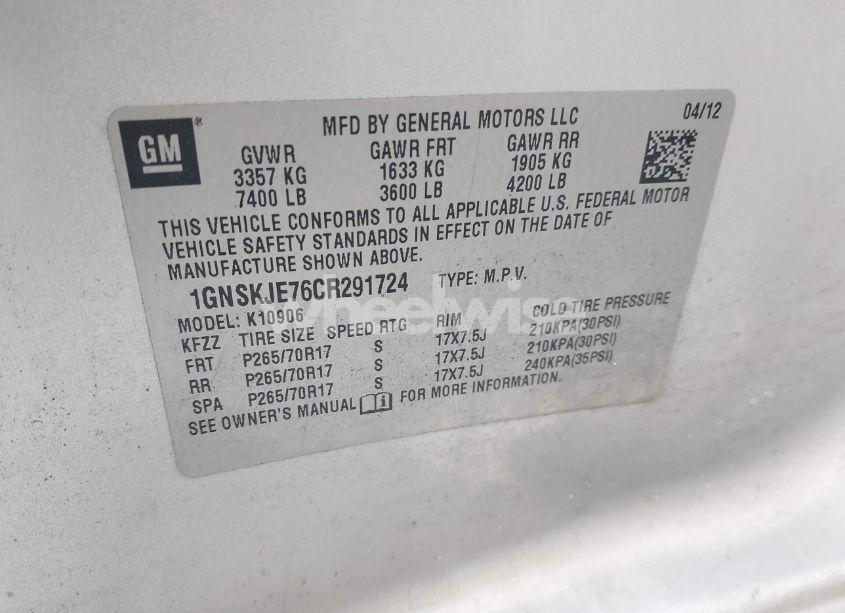 GM®
MFD BY GENERAL MOTORS LLC 04/12
GVWR GAWR FRT GAWR RR
3357 KG 1633 KG 1905 KG
7400 LB 3600 LB 4200 LB
THIS VEHICLE CONFORMS TO ALL APPLICABLE U.S. FEDERAL MOTOR
VEHICLE SAFETY STANDARDS IN EFFECT ON THE DATE OF
MANUFACTURE SHOWN ABOVE.
1GNSKJE76CR291724 TYPE: M.P.V.
wheelwise
MODEL: K10906
KFZZ TIRE SIZE SPEED RTG RIM COLD TIRE PRESSURE
FRT P265/70R17 S 17X7.5J 210KPA(30PSI)
RR P265/70R17 S 17X7.5J 210KPA(30PSI)
SPA P265/70R17 S 17X7.5J 240KPA(35PSI)
SEE OWNER'S MANUAL FOR MORE INFORMATION.